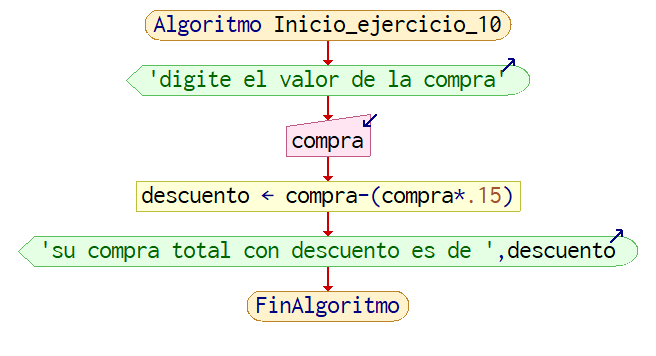 Algoritmo Inicio_ejercicio_10
'digite el valor de la compra'
compra
descuento ← compra-(compra*.15)
'su compra total con descuento es de ',descuento
FinAlgoritmo